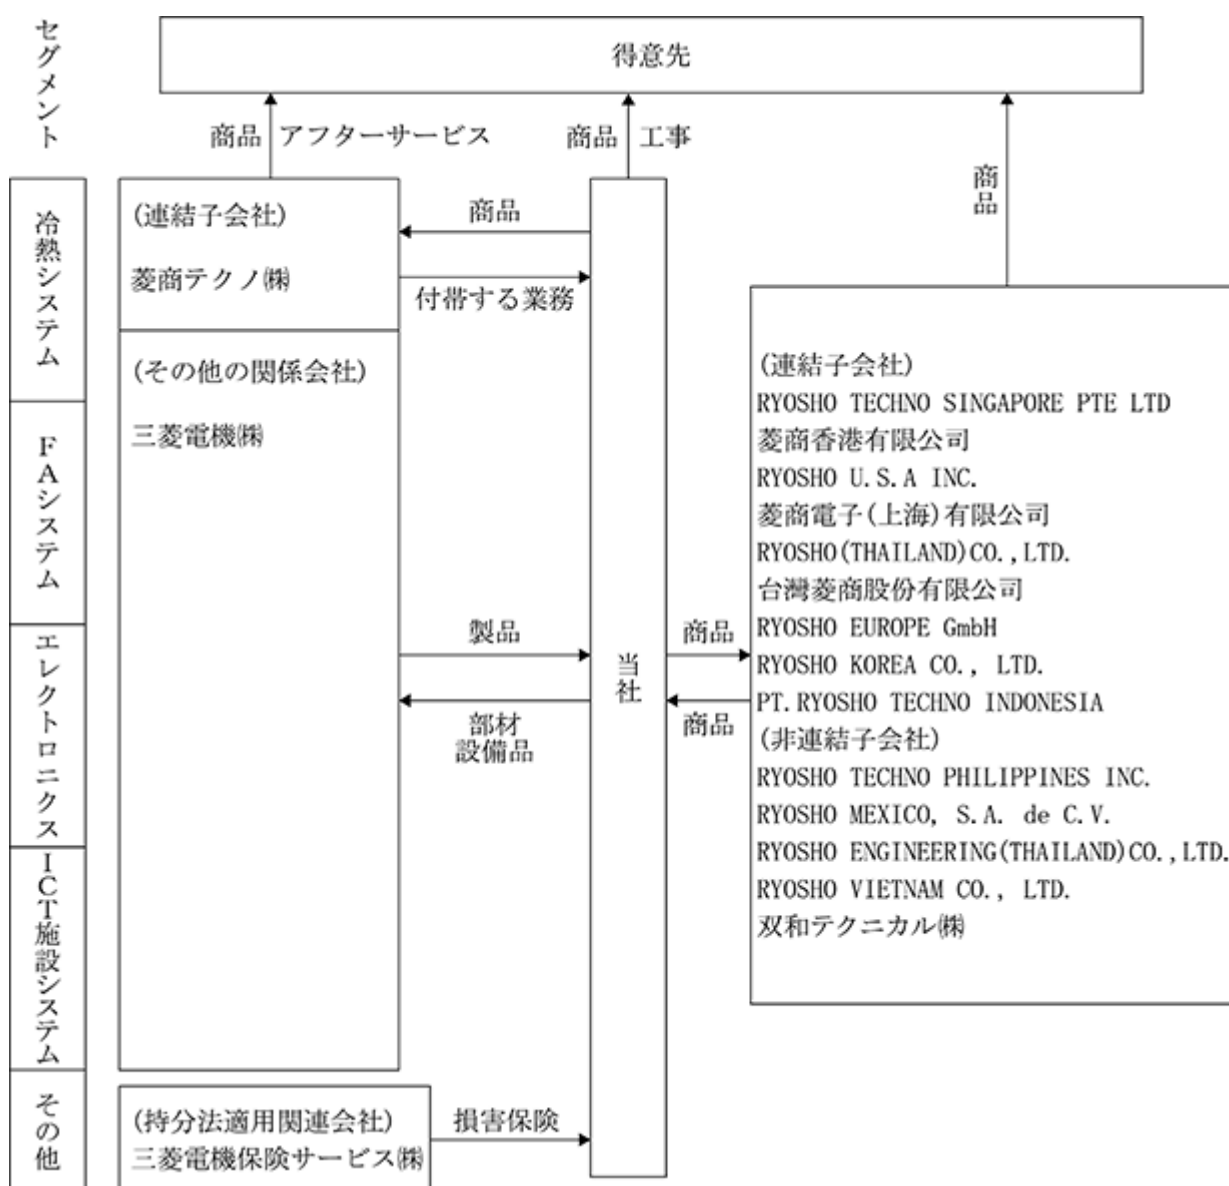 セグメント
得意先
商品 アフターサービス
商品 工事
商品
冷熱システム
FAシステム
エレクトロニクス
ICT施設システム
その他
(連結子会社)
菱商テクノ㈱
商品
付帯する業務
(その他の関係会社)
三菱電機㈱
製品
部材
設備品
当社
商品
商品
(連結子会社)
RYOSHO TECHNO SINGAPORE PTE LTD
菱商香港有限公司
RYOSHO U.S.A INC.
菱商電子(上海)有限公司
RYOSHO(THAILAND)CO.,LTD.
台灣菱商股份有限公司
RYOSHO EUROPE GmbH
RYOSHO KOREA CO., LTD.
PT.RYOSHO TECHNO INDONESIA
(非連結子会社)
RYOSHO TECHNO PHILIPPINES INC.
RYOSHO MEXICO, S.A. de C.V.
RYOSHO ENGINEERING(THAILAND)CO.,LTD.
RYOSHO VIETNAM CO., LTD.
双和テクニカル㈱
(持分法適用関連会社)
三菱電機保険サービス㈱
損害保険